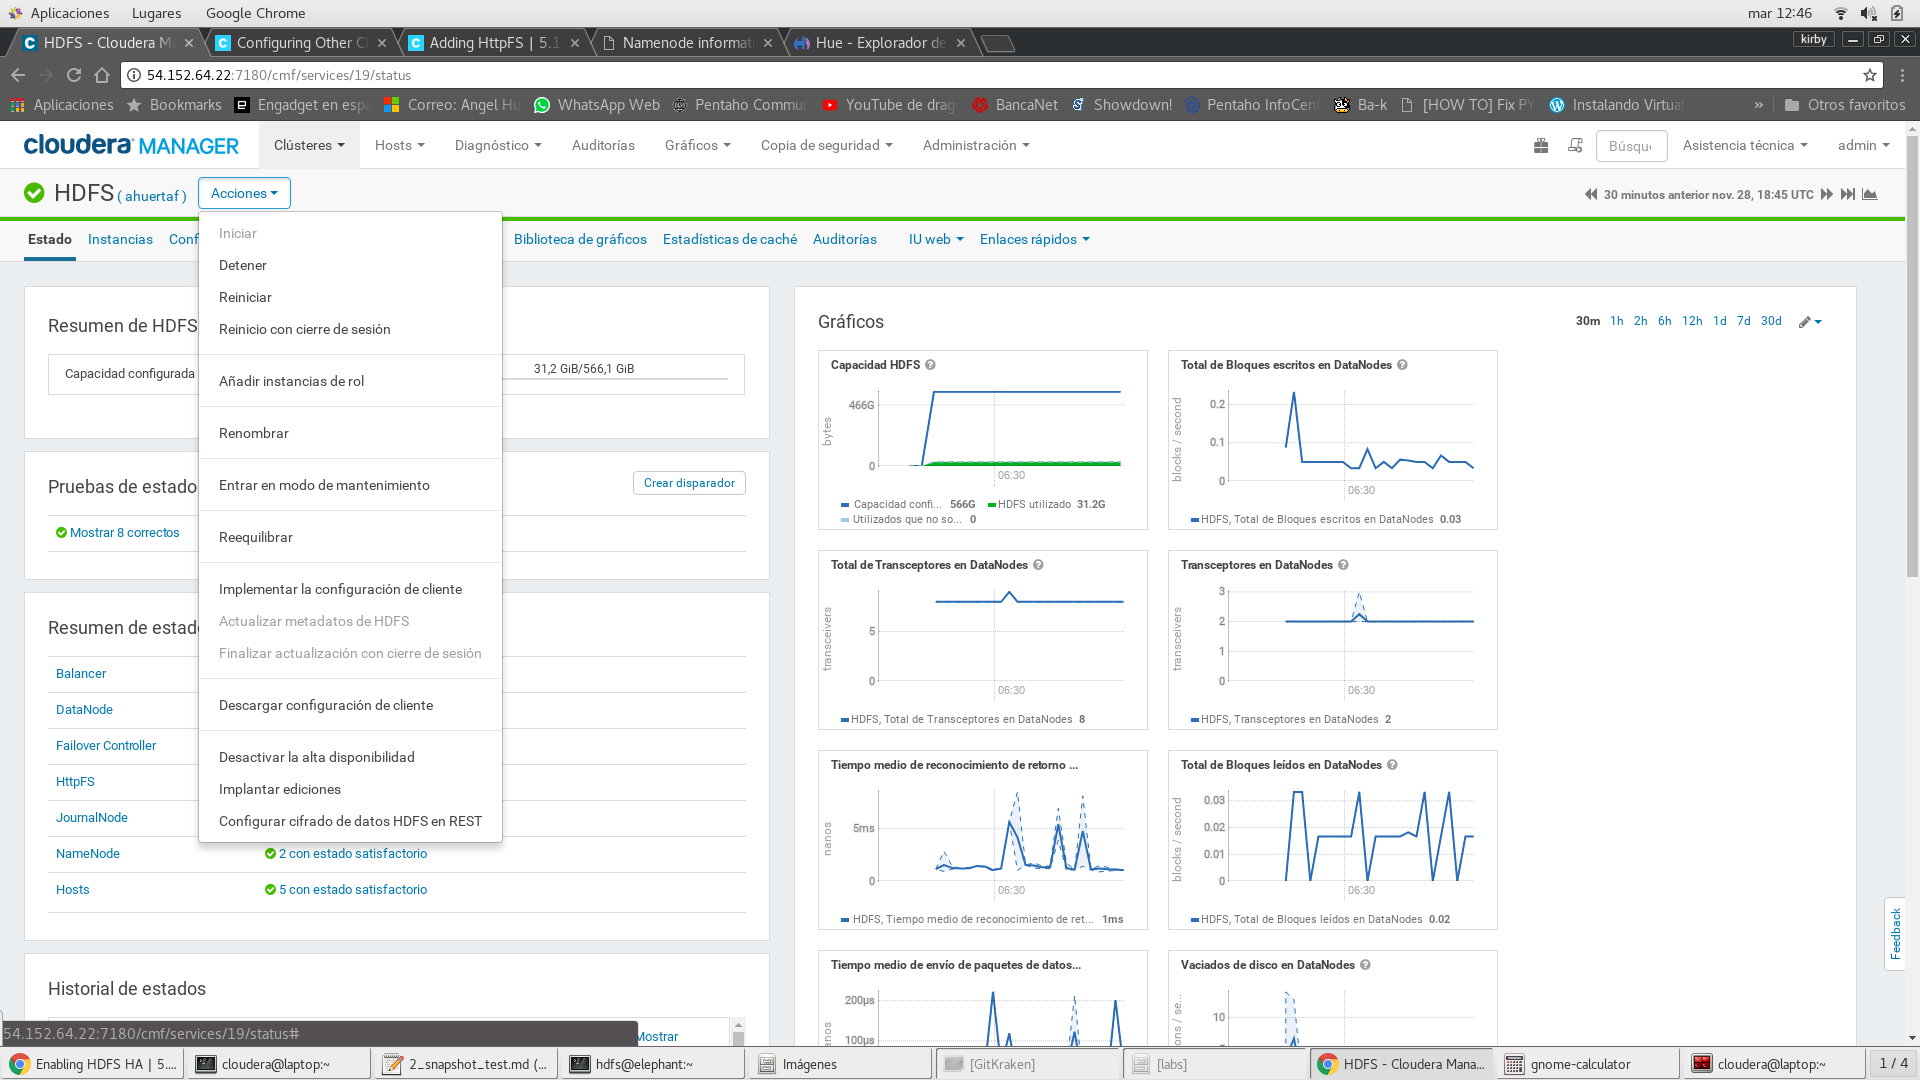 Aplicaciones Lugares Google Chrome mar 12:46
HDFS - Cloudera Ma Configuring Other Cl Adding HttpFS | 5.1 Namenode informat Hue - Explorador de kirby
54.152.64.22:7180/cmf/services/19/status
Aplicaciones Bookmarks Engadget en espa Correo: Angel Hu WhatsApp Web Pentaho Commun YouTube de drag BancaNet Showdown! Pentaho InfoCent Ba-k [HOW TO] Fix PY Instalando Virtual » Otros favoritos
cloudera MANAGER Clústeres Hosts Diagnóstico Auditorías Gráficos Copia de seguridad Administración Búsqu Asistencia técnica admin
HDFS ( ahuertaf ) Acciones 30 minutos anterior nov. 28, 18:45 UTC
Estado Instancias Conf Biblioteca de gráficos Estadísticas de caché Auditorías IU web Enlaces rápidos
Iniciar
Detener
Reiniciar
Reinicio con cierre de sesión
Añadir instancias de rol
Renombrar
Entrar en modo de mantenimiento
Reequilibrar
Implementar la configuración de cliente
Actualizar metadatos de HDFS
Finalizar actualización con cierre de sesión
Descargar configuración de cliente
Desactivar la alta disponibilidad
Implantar ediciones
Configurar cifrado de datos HDFS en REST
Resumen de HDFS
Capacidad configurada 31,2 GiB/566,1 GiB
Pruebas de estado Crear disparador
Mostrar 8 correctos
Resumen de estado
Balancer
DataNode
Failover Controller
HttpFS
JournalNode
NameNode 2 con estado satisfactorio
Hosts 5 con estado satisfactorio
Historial de estados
Mostrar
Gráficos 30m 1h 2h 6h 12h 1d 7d 30d
Capacidad HDFS
bytes
466G
0
06:30
Capacidad confi... 566G HDFS utilizado 31.2G
Utilizados que no so... 0
Total de Bloques escritos en DataNodes
blocks / second
0.2
0.1
0
06:30
HDFS, Total de Bloques escritos en DataNodes 0.03
Total de Transceptores en DataNodes
transceivers
5
0
06:30
HDFS, Total de Transceptores en DataNodes 8
Transceptores en DataNodes
transceivers
3
2
1
0
06:30
HDFS, Transceptores en DataNodes 2
Tiempo medio de reconocimiento de retorno ...
nanos
5ms
0
06:30
HDFS, Tiempo medio de reconocimiento de ret... 1ms
Total de Bloques leídos en DataNodes
blocks / second
0.03
0.02
0.01
0
06:30
HDFS, Total de Bloques leídos en DataNodes 0.02
Tiempo medio de envío de paquetes de datos...
200µs
100µs
Vaciados de disco en DataNodes
10
Feedback
54.152.64.22:7180/cmf/services/19/status#
Enabling HDFS HA | 5.... cloudera@laptop:~ 2_snapshot_test.md (... hdfs@elephant:~ Imágenes [GitKraken] [labs] HDFS - Cloudera Mana... gnome-calculator cloudera@laptop:~ 1 / 4